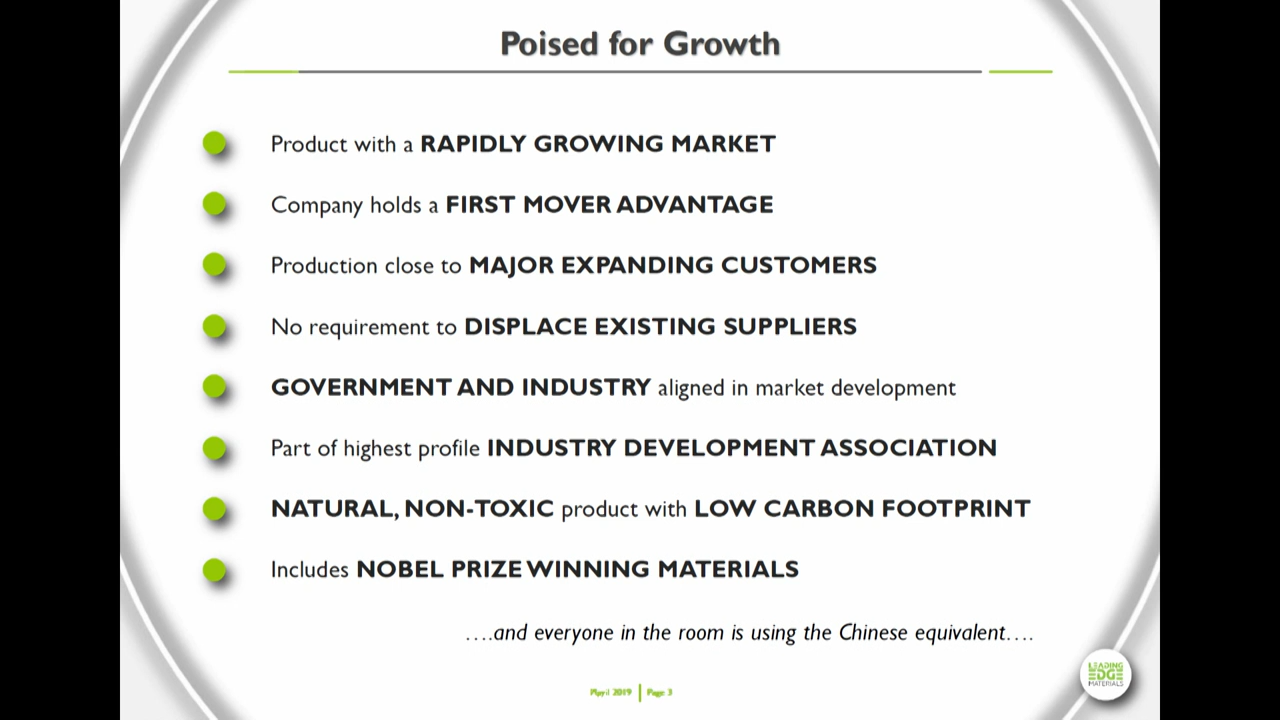 Poised for Growth
Product with a RAPIDLY GROWING MARKET
Company holds a FIRST MOVER ADVANTAGE
Production close to MAJOR EXPANDING CUSTOMERS
No requirement to DISPLACE EXISTING SUPPLIERS
GOVERNMENT AND INDUSTRY aligned in market development
Part of highest profile INDUSTRY DEVELOPMENT ASSOCIATION
NATURAL, NON-TOXIC product with LOW CARBON FOOTPRINT
Includes NOBEL PRIZE WINNING MATERIALS
….and everyone in the room is using the Chinese equivalent….
2019 | Page 3
LEADING
EDGE
MATERIALS